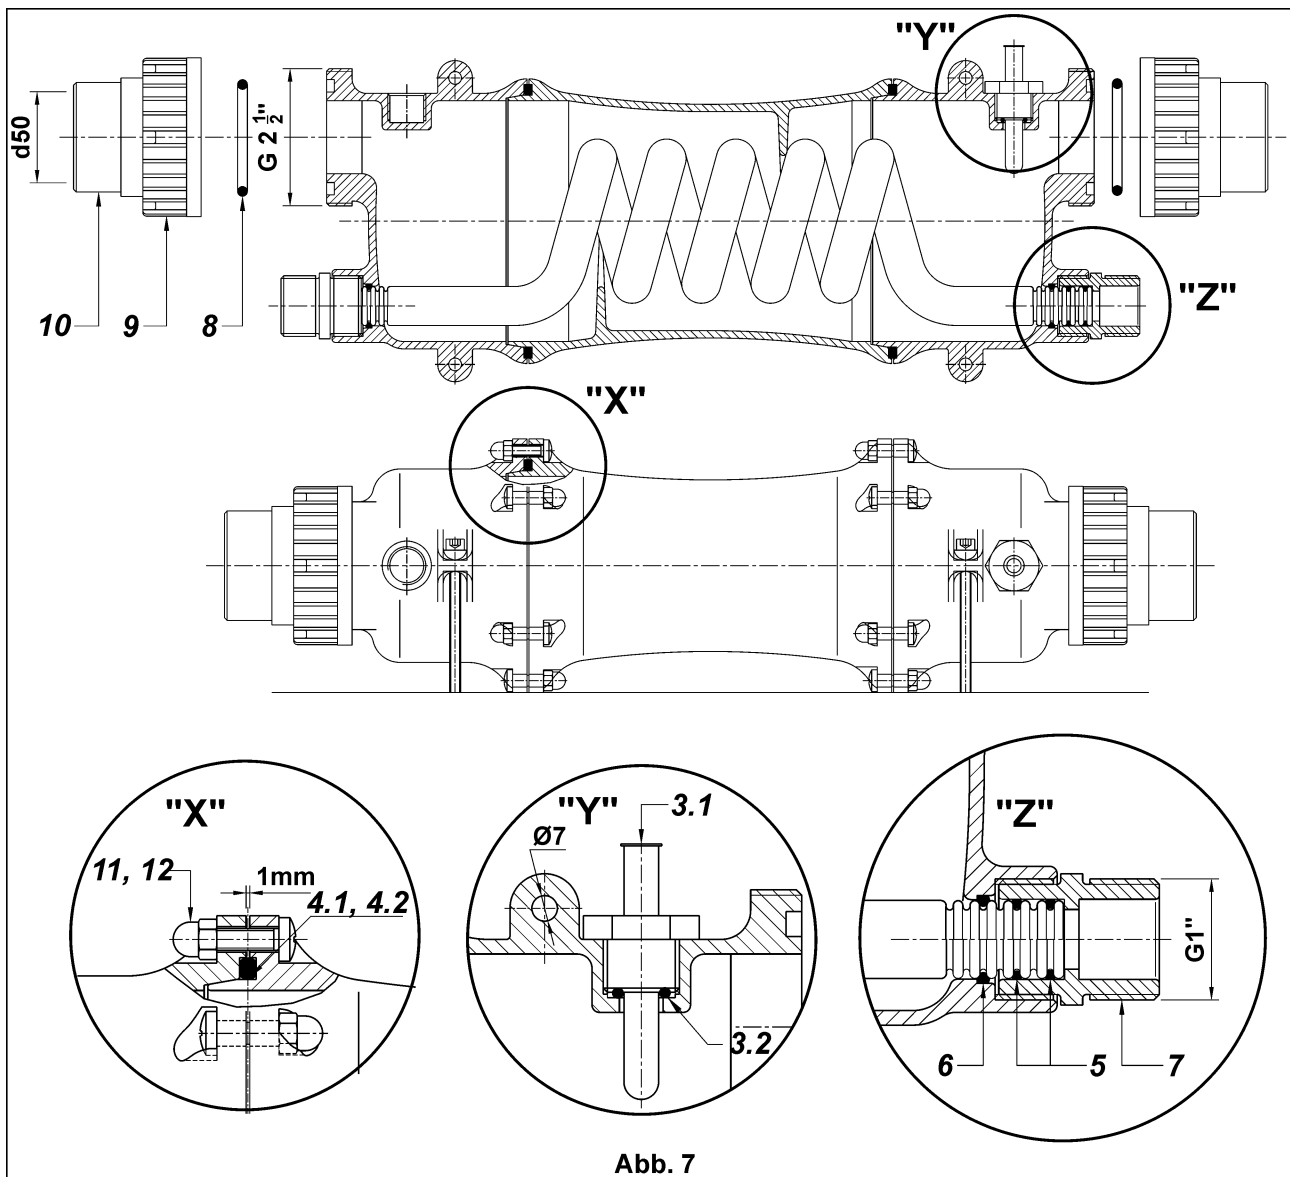 "Y"
d50
G 2 1/2"
10
9
8
"Z"
"X"
"X"
11, 12
1mm
4.1, 4.2
"Y"
3.1
Ø7
3.2
"Z"
G1"
6
5
7
Abb. 7